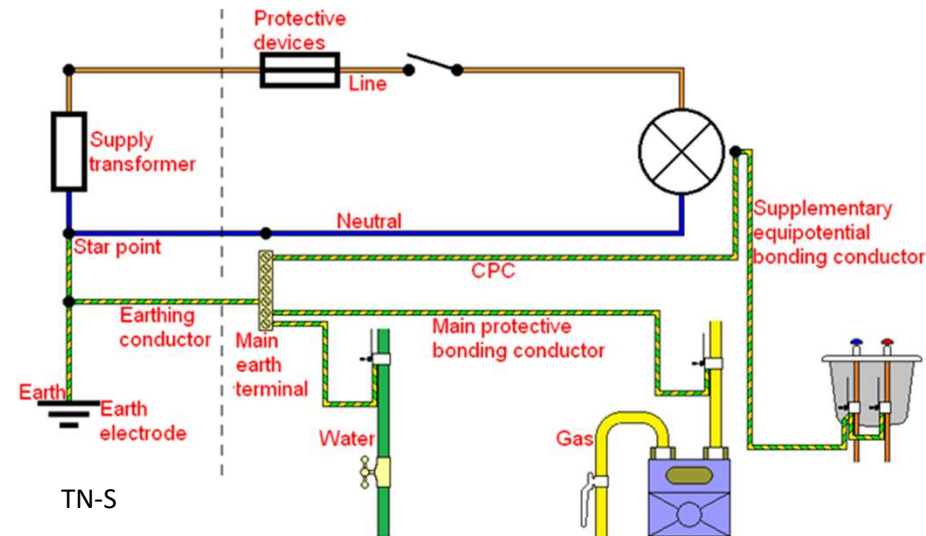 Protective
devices
Line
Supply
transformer
Neutral
Star point
Supplementary
equipotential
bonding conductor
CPC
Earthing
conductor
Main
earth
terminal
Main protective
bonding conductor
Earth
Earth
electrode
Water
Gas
TN-S